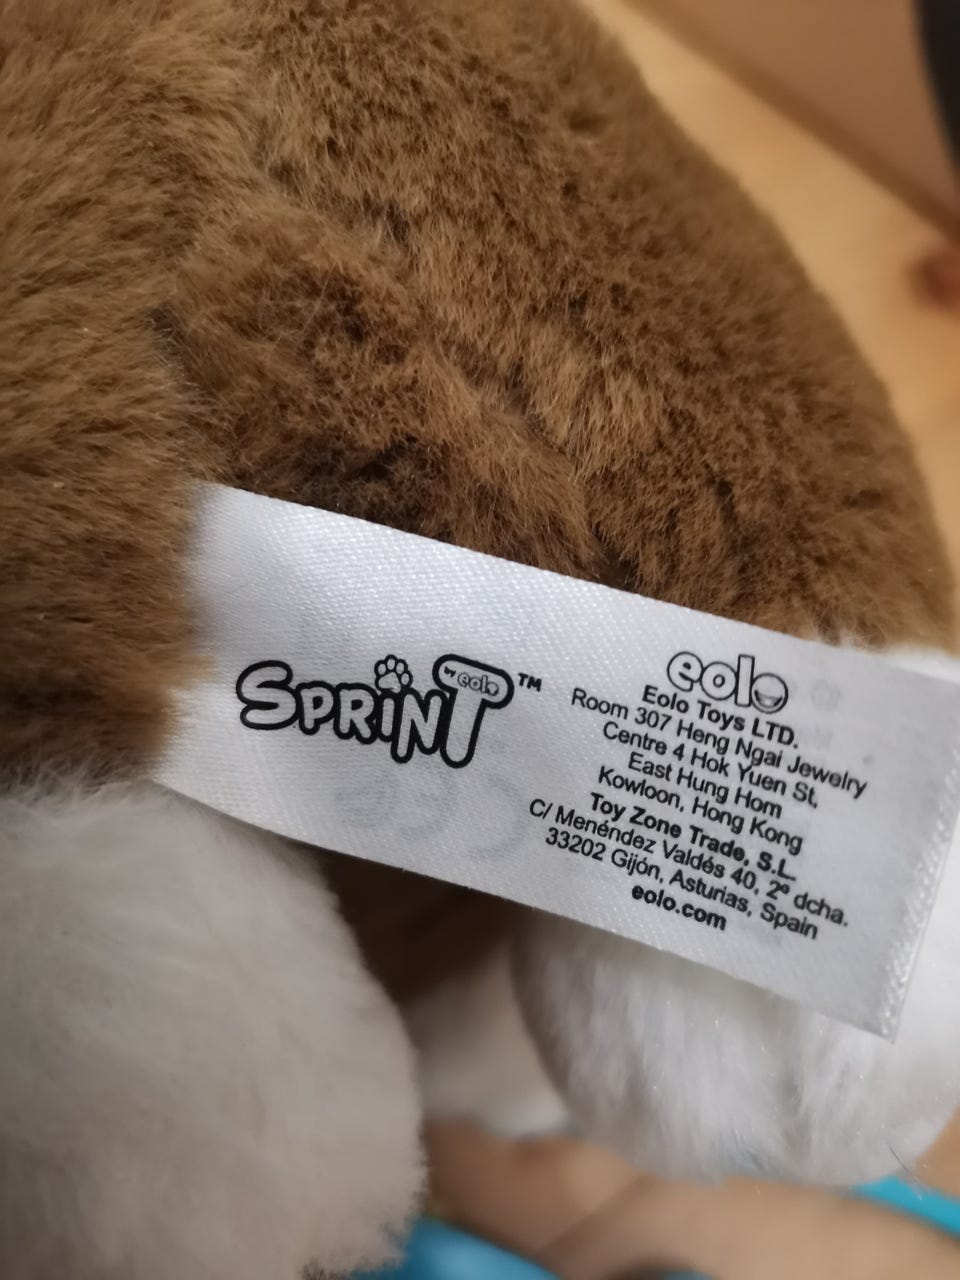 SPRiNT by eolo ™
eolo
Eolo Toys LTD.
Room 307 Heng Ngai Jewelry
Centre 4 Hok Yuen St,
East Hung Hom
Kowloon, Hong Kong
Toy Zone Trade, S.L.
C/ Menéndez Valdés 40, 2º dcha.
33202 Gijón, Asturias, Spain
eolo.com